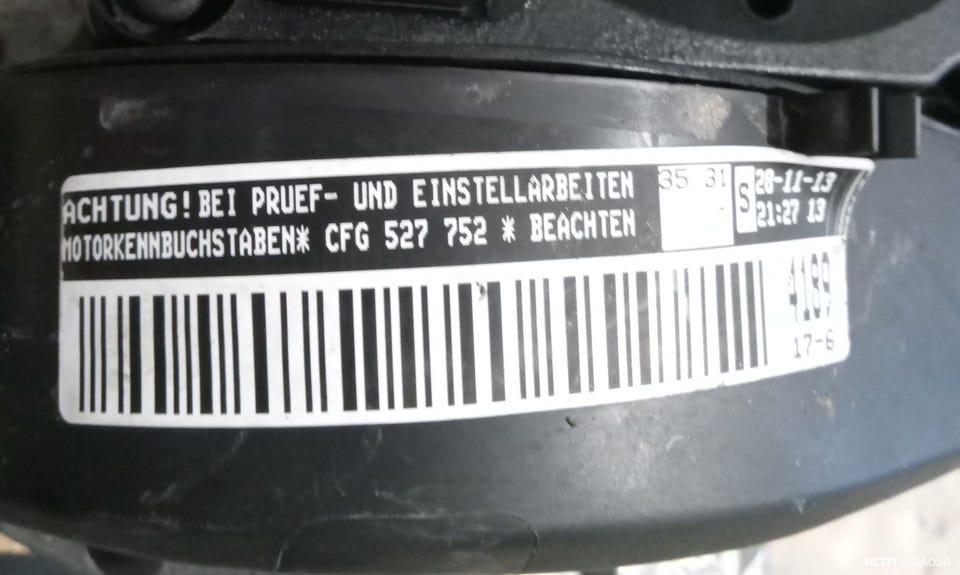 ACHTUNG! BEI PRUEF- UND EINSTELLARBEITEN
MOTORKENNBUCHSTABEN* CFG 527 752 * BEACHTEN
35 31
-
S
28-11-13
21:27 13
4189
17-6
NETTIVARAOSA